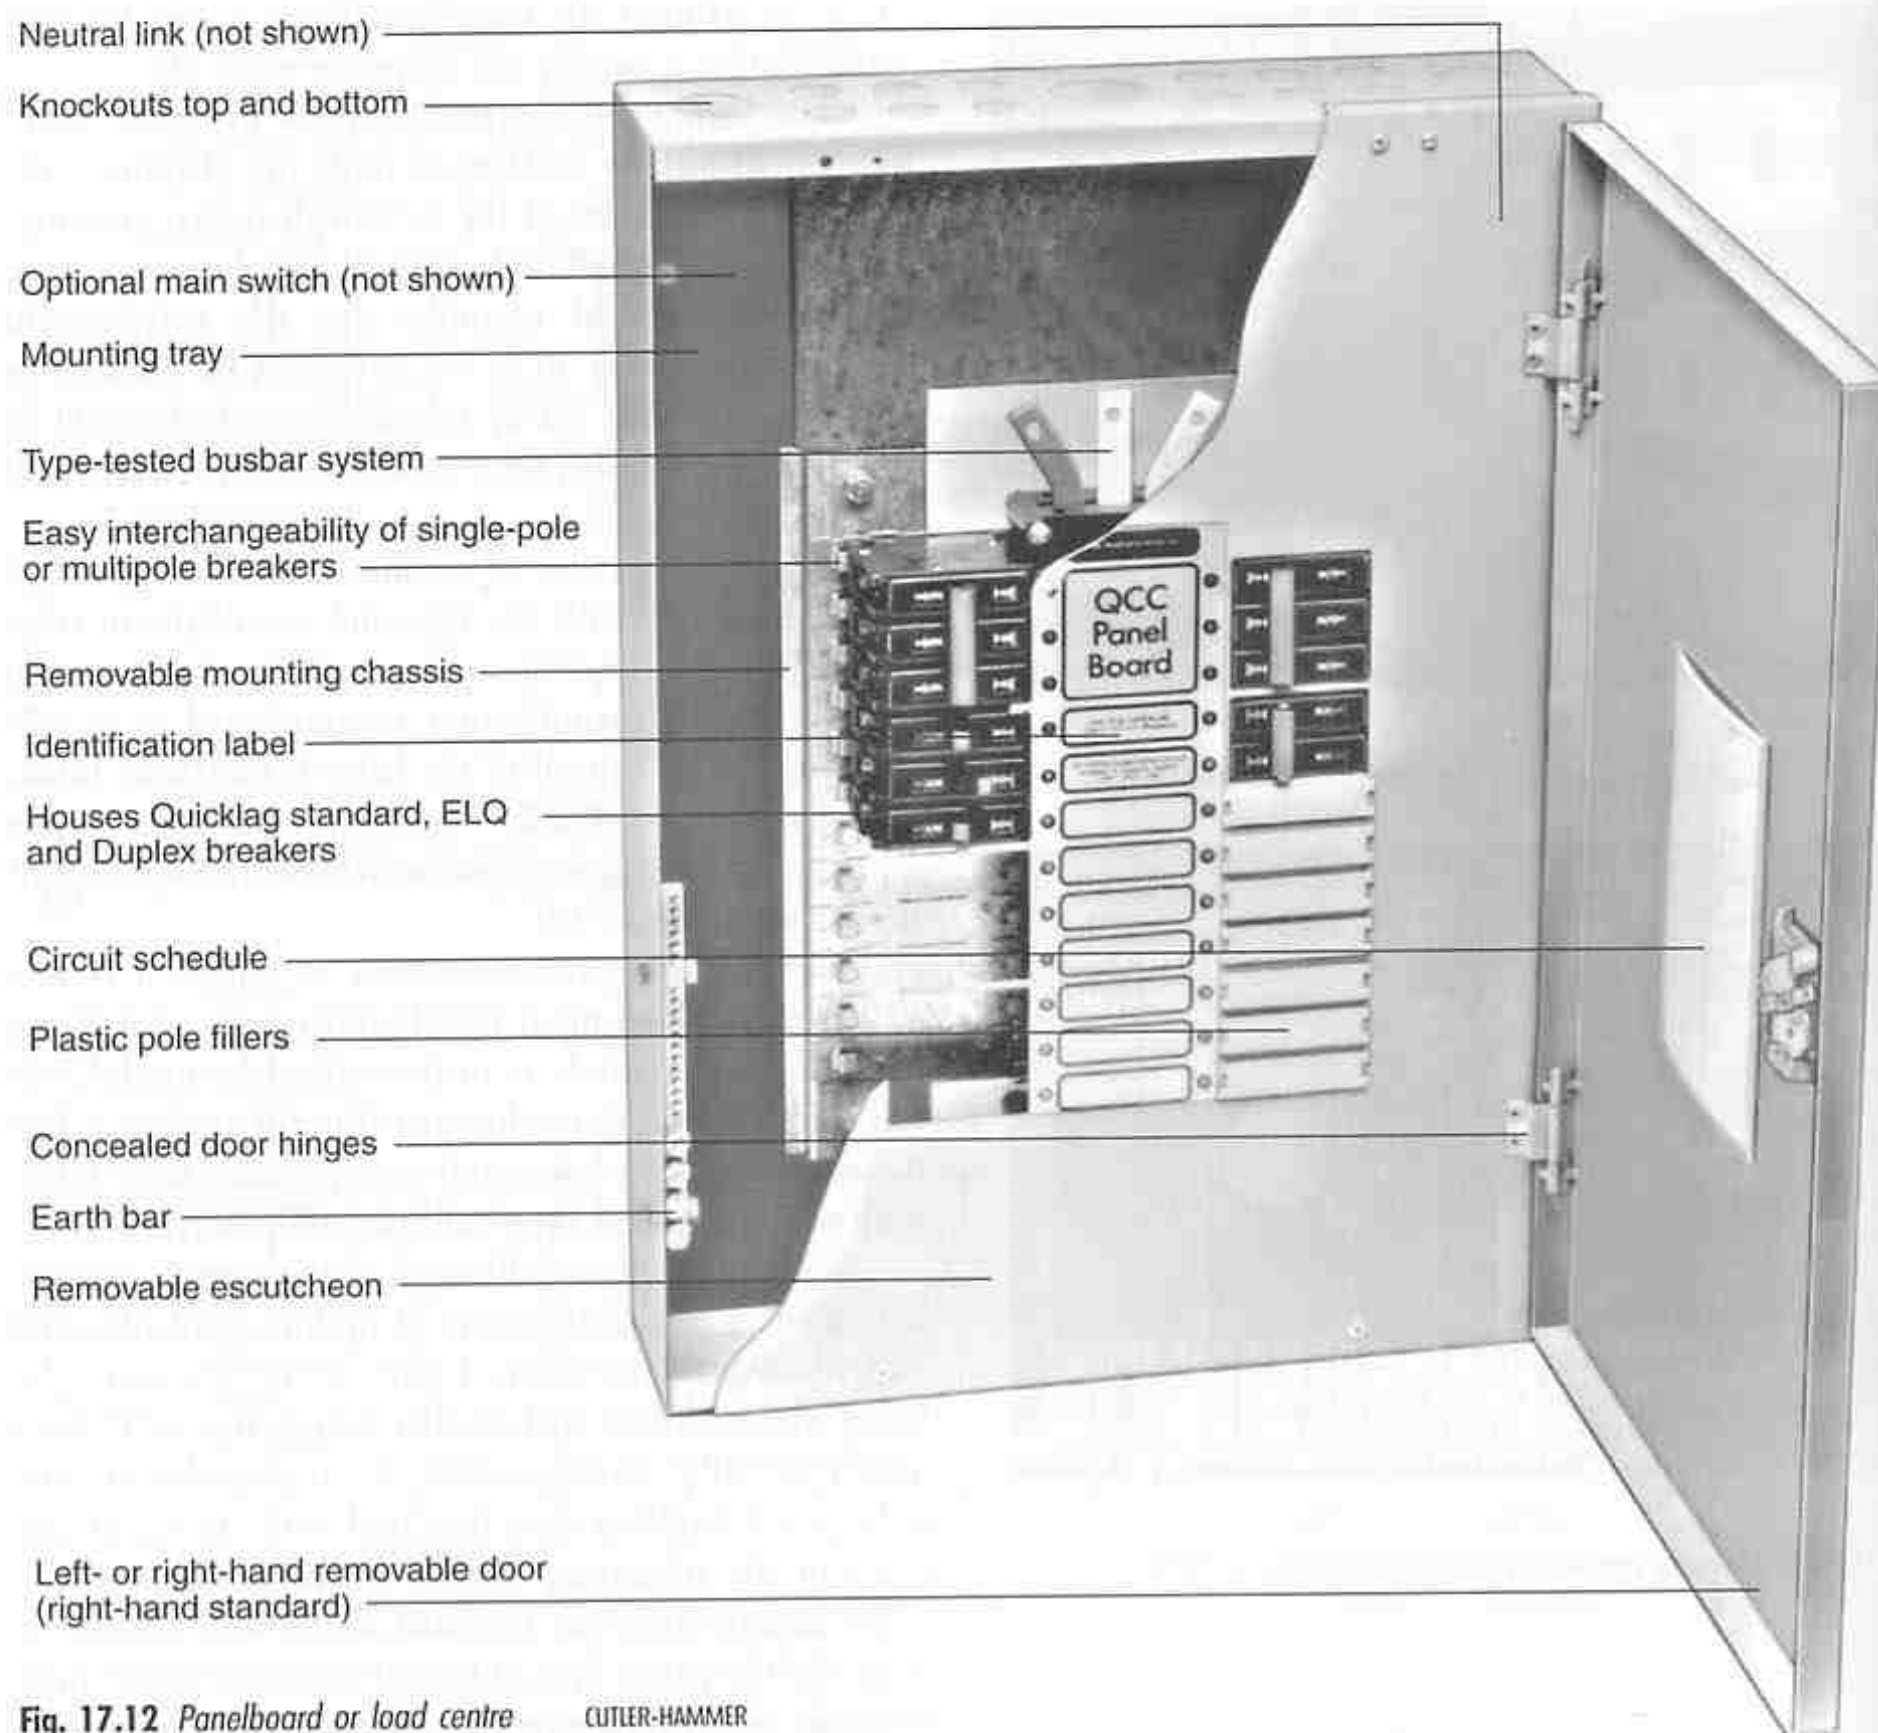 Neutral link (not shown)
Knockouts top and bottom
Optional main switch (not shown)
Mounting tray
Type-tested busbar system
Easy interchangeability of single-pole
or multipole breakers
Removable mounting chassis
Identification label
Houses Quicklag standard, ELQ
and Duplex breakers
Circuit schedule
Plastic pole fillers
Concealed door hinges
Earth bar
Removable escutcheon
Left- or right-hand removable door
(right-hand standard)
QCC
Panel
Board
Fig. 17.12 Panelboard or load centre CUTLER-HAMMER